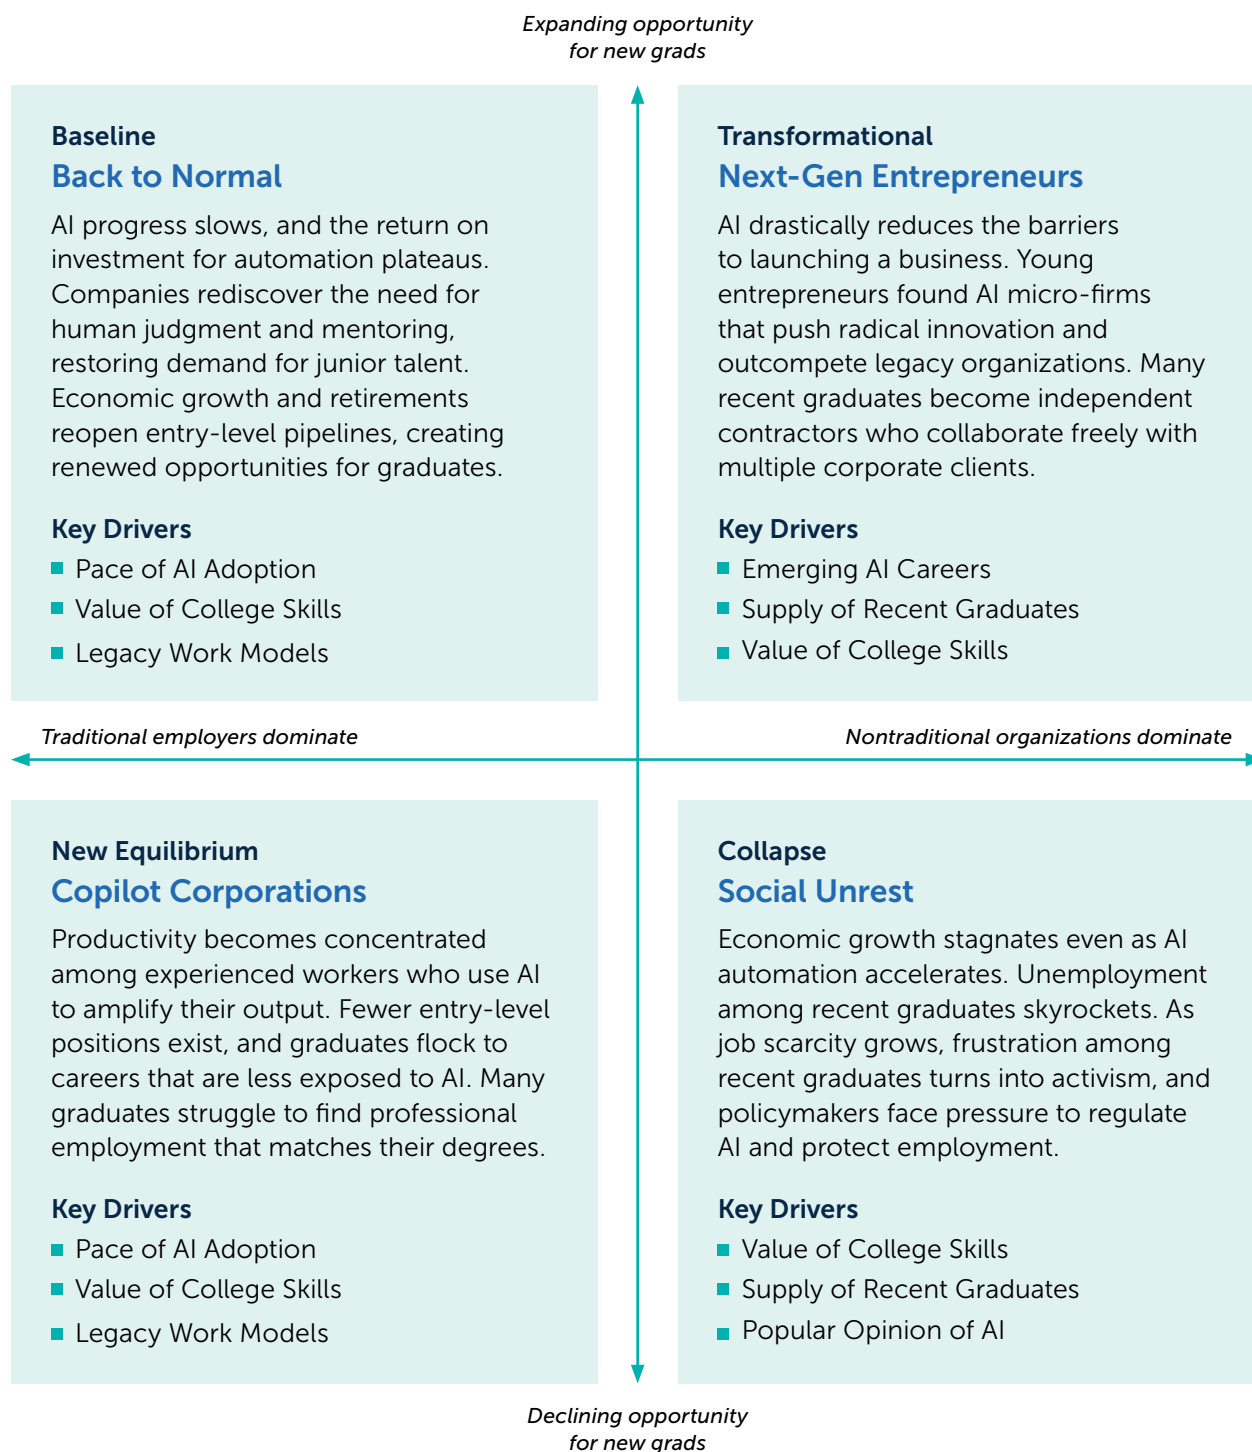 Expanding opportunity
for new grads
Baseline
Back to Normal
AI progress slows, and the return on
investment for automation plateaus.
Companies rediscover the need for
human judgment and mentoring,
restoring demand for junior talent.
Economic growth and retirements
reopen entry-level pipelines, creating
renewed opportunities for graduates.
Key Drivers
Pace of AI Adoption
Value of College Skills
Legacy Work Models
Transformational
Next-Gen Entrepreneurs
AI drastically reduces the barriers
to launching a business. Young
entrepreneurs found AI micro-firms
that push radical innovation and
outcompete legacy organizations. Many
recent graduates become independent
contractors who collaborate freely with
multiple corporate clients.
Key Drivers
Emerging AI Careers
Supply of Recent Graduates
Value of College Skills
Traditional employers dominate
Nontraditional organizations dominate
New Equilibrium
Copilot Corporations
Productivity becomes concentrated
among experienced workers who use AI
to amplify their output. Fewer entry-level
positions exist, and graduates flock to
careers that are less exposed to AI. Many
graduates struggle to find professional
employment that matches their degrees.
Key Drivers
Pace of AI Adoption
Value of College Skills
Legacy Work Models
Collapse
Social Unrest
Economic growth stagnates even as AI
automation accelerates. Unemployment
among recent graduates skyrockets. As
job scarcity grows, frustration among
recent graduates turns into activism, and
policymakers face pressure to regulate
AI and protect employment.
Key Drivers
Value of College Skills
Supply of Recent Graduates
Popular Opinion of AI
Declining opportunity
for new grads